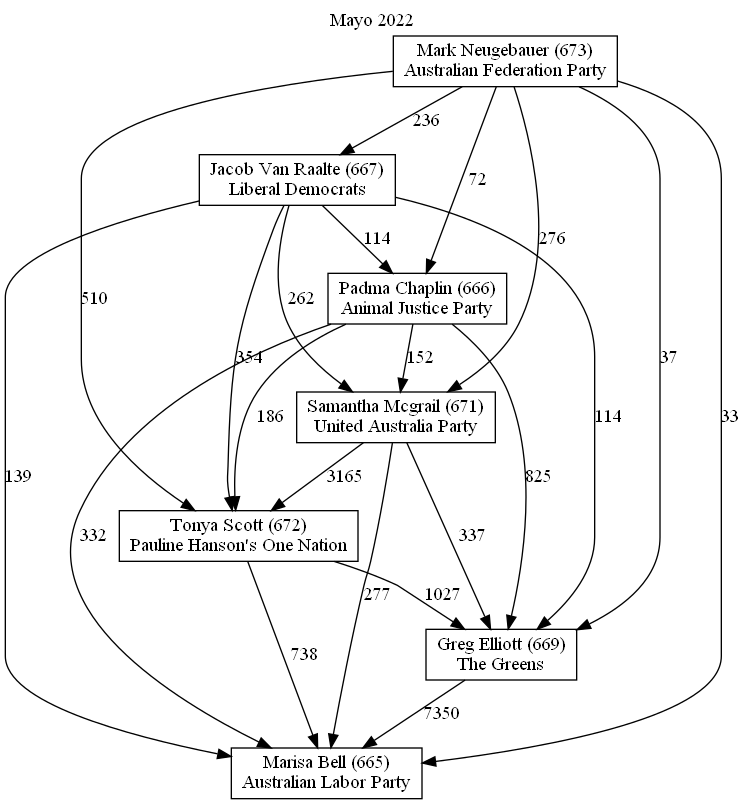 Mayo 2022
Mark Neugebauer (673)
Australian Federation Party
236
Jacob Van Raalte (667)
Liberal Democrats
72
114
276
Padma Chaplin (666)
Animal Justice Party
510
262
354
152
37
186
114
33
Samantha Mcgrail (671)
United Australia Party
139
3165
825
Tonya Scott (672)
Pauline Hanson's One Nation
332
337
277
1027
738
Greg Elliott (669)
The Greens
7350
Marisa Bell (665)
Australian Labor Party